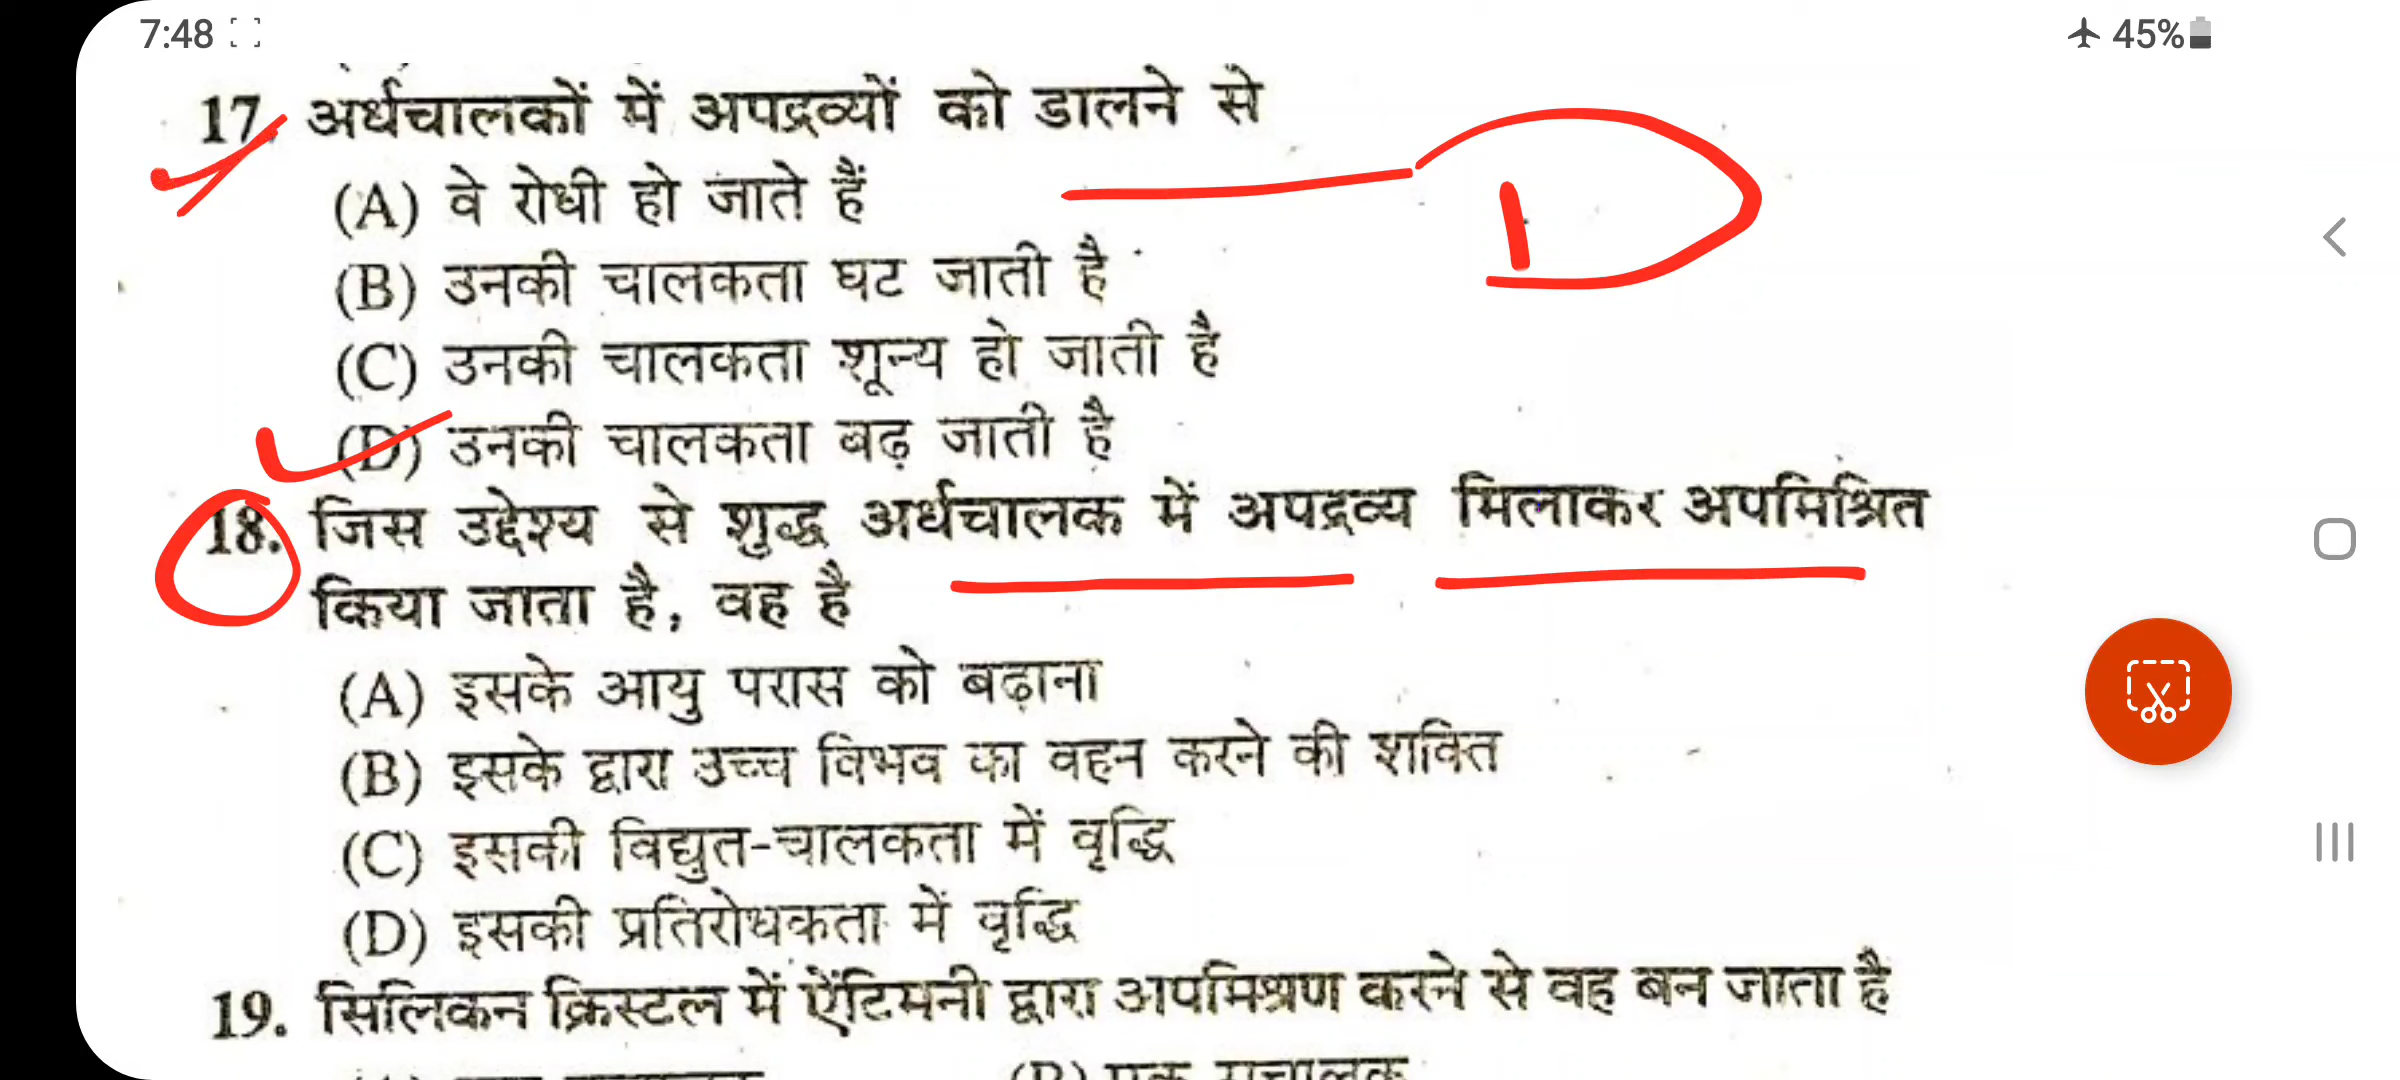 7:48
45%
17. अर्धचालकों में अपद्रव्यों को डालने से
(A) वे रोधी हो जाते हैं
D
(B) उनकी चालकता घट जाती है
(C) उनकी चालकता शून्य हो जाती है
(D) उनकी चालकता बढ़ जाती है
18. जिस उद्देश्य से शुद्ध अर्धचालक में अपद्रव्य मिलाकर अपमिश्रित
किया जाता है, वह है
(A) इसके आयु परास को बढ़ाना
(B) इसके द्वारा उच्च विभव का वहन करने की शक्ति
(C) इसकी विद्युत-चालकता में वृद्धि
(D) इसकी प्रतिरोधकता में वृद्धि
19. सिलिकन क्रिस्टल में ऐंटिमनी द्वारा अपमिश्रण करने से वह बन जाता है